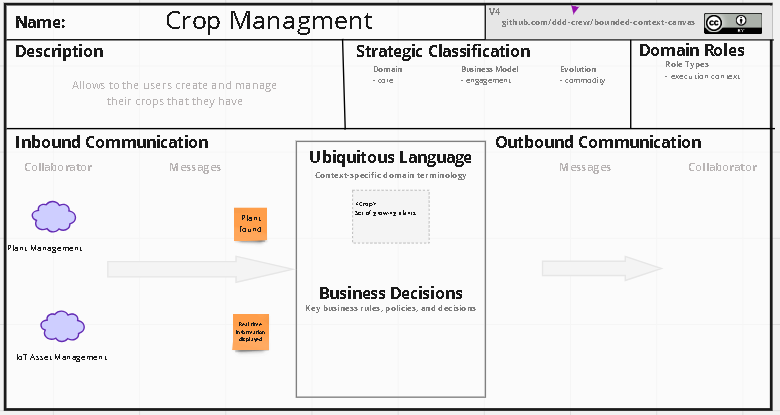 Name:
Crop Managment
V4
github.com/ddd-crew/bounded-context-canvas
cc
BY
Description
Allows to the users create and manage
their crops that they have
Strategic Classification
Domain
- core
Business Model
- engagement
Evolution
- commodity
Domain Roles
Role Types
- execution context
Inbound Communication
Collaborator
Messages
Plant Management
Plant
found
IoT Asset Management
Real time
information
displayed
Ubiquitous Language
Context-specific domain terminology
<Crop>
Set of growing plants
Business Decisions
Key business rules, policies, and decisions
Outbound Communication
Messages
Collaborator